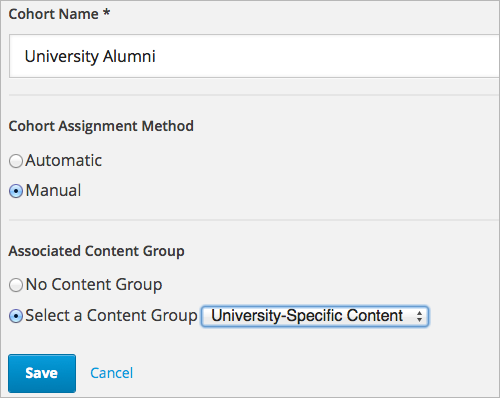 Cohort Name *
University Alumni
Cohort Assignment Method
Automatic
Manual
Associated Content Group
No Content Group
Select a Content Group University-Specific Content
Save Cancel